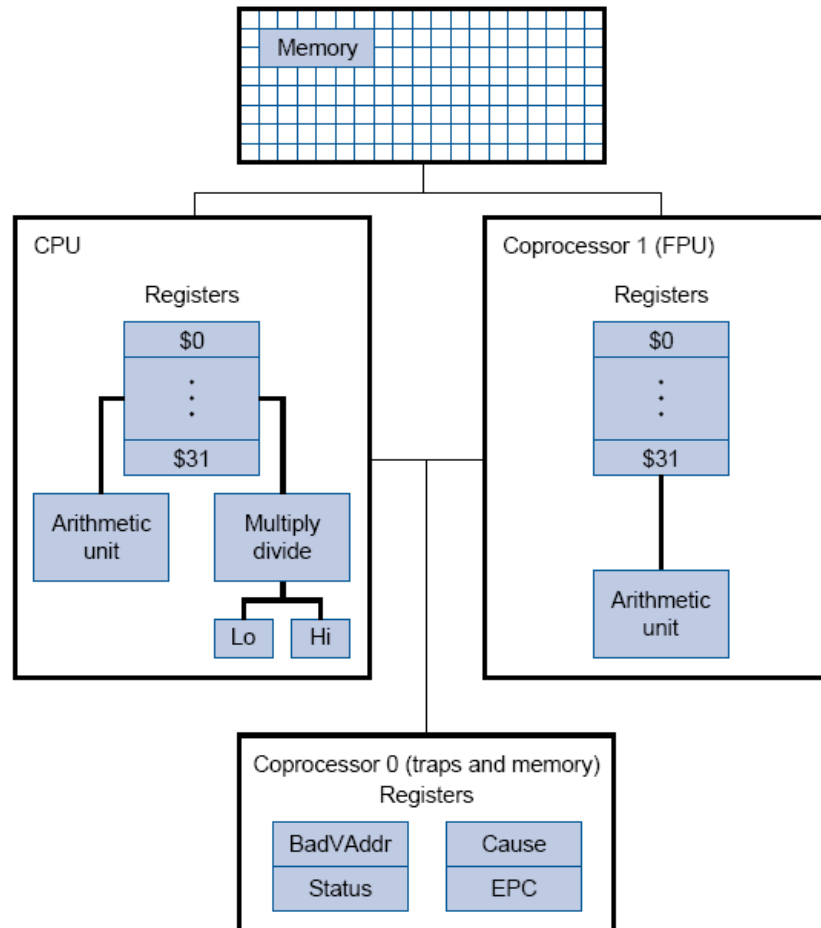 Memory
CPU
Registers
$0
$31
Arithmetic
unit
Multiply
divide
Lo
Hi
Coprocessor 1 (FPU)
Registers
$0
$31
Arithmetic
unit
Coprocessor 0 (traps and memory)
Registers
BadVAddr
Status
Cause
EPC